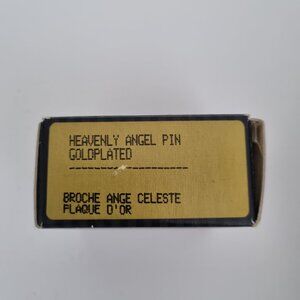 HEAVENLY ANGEL PIN
GOLDPLATED
--------------------
BROCHE ANGE CELESTE
PLAQUE D'OR